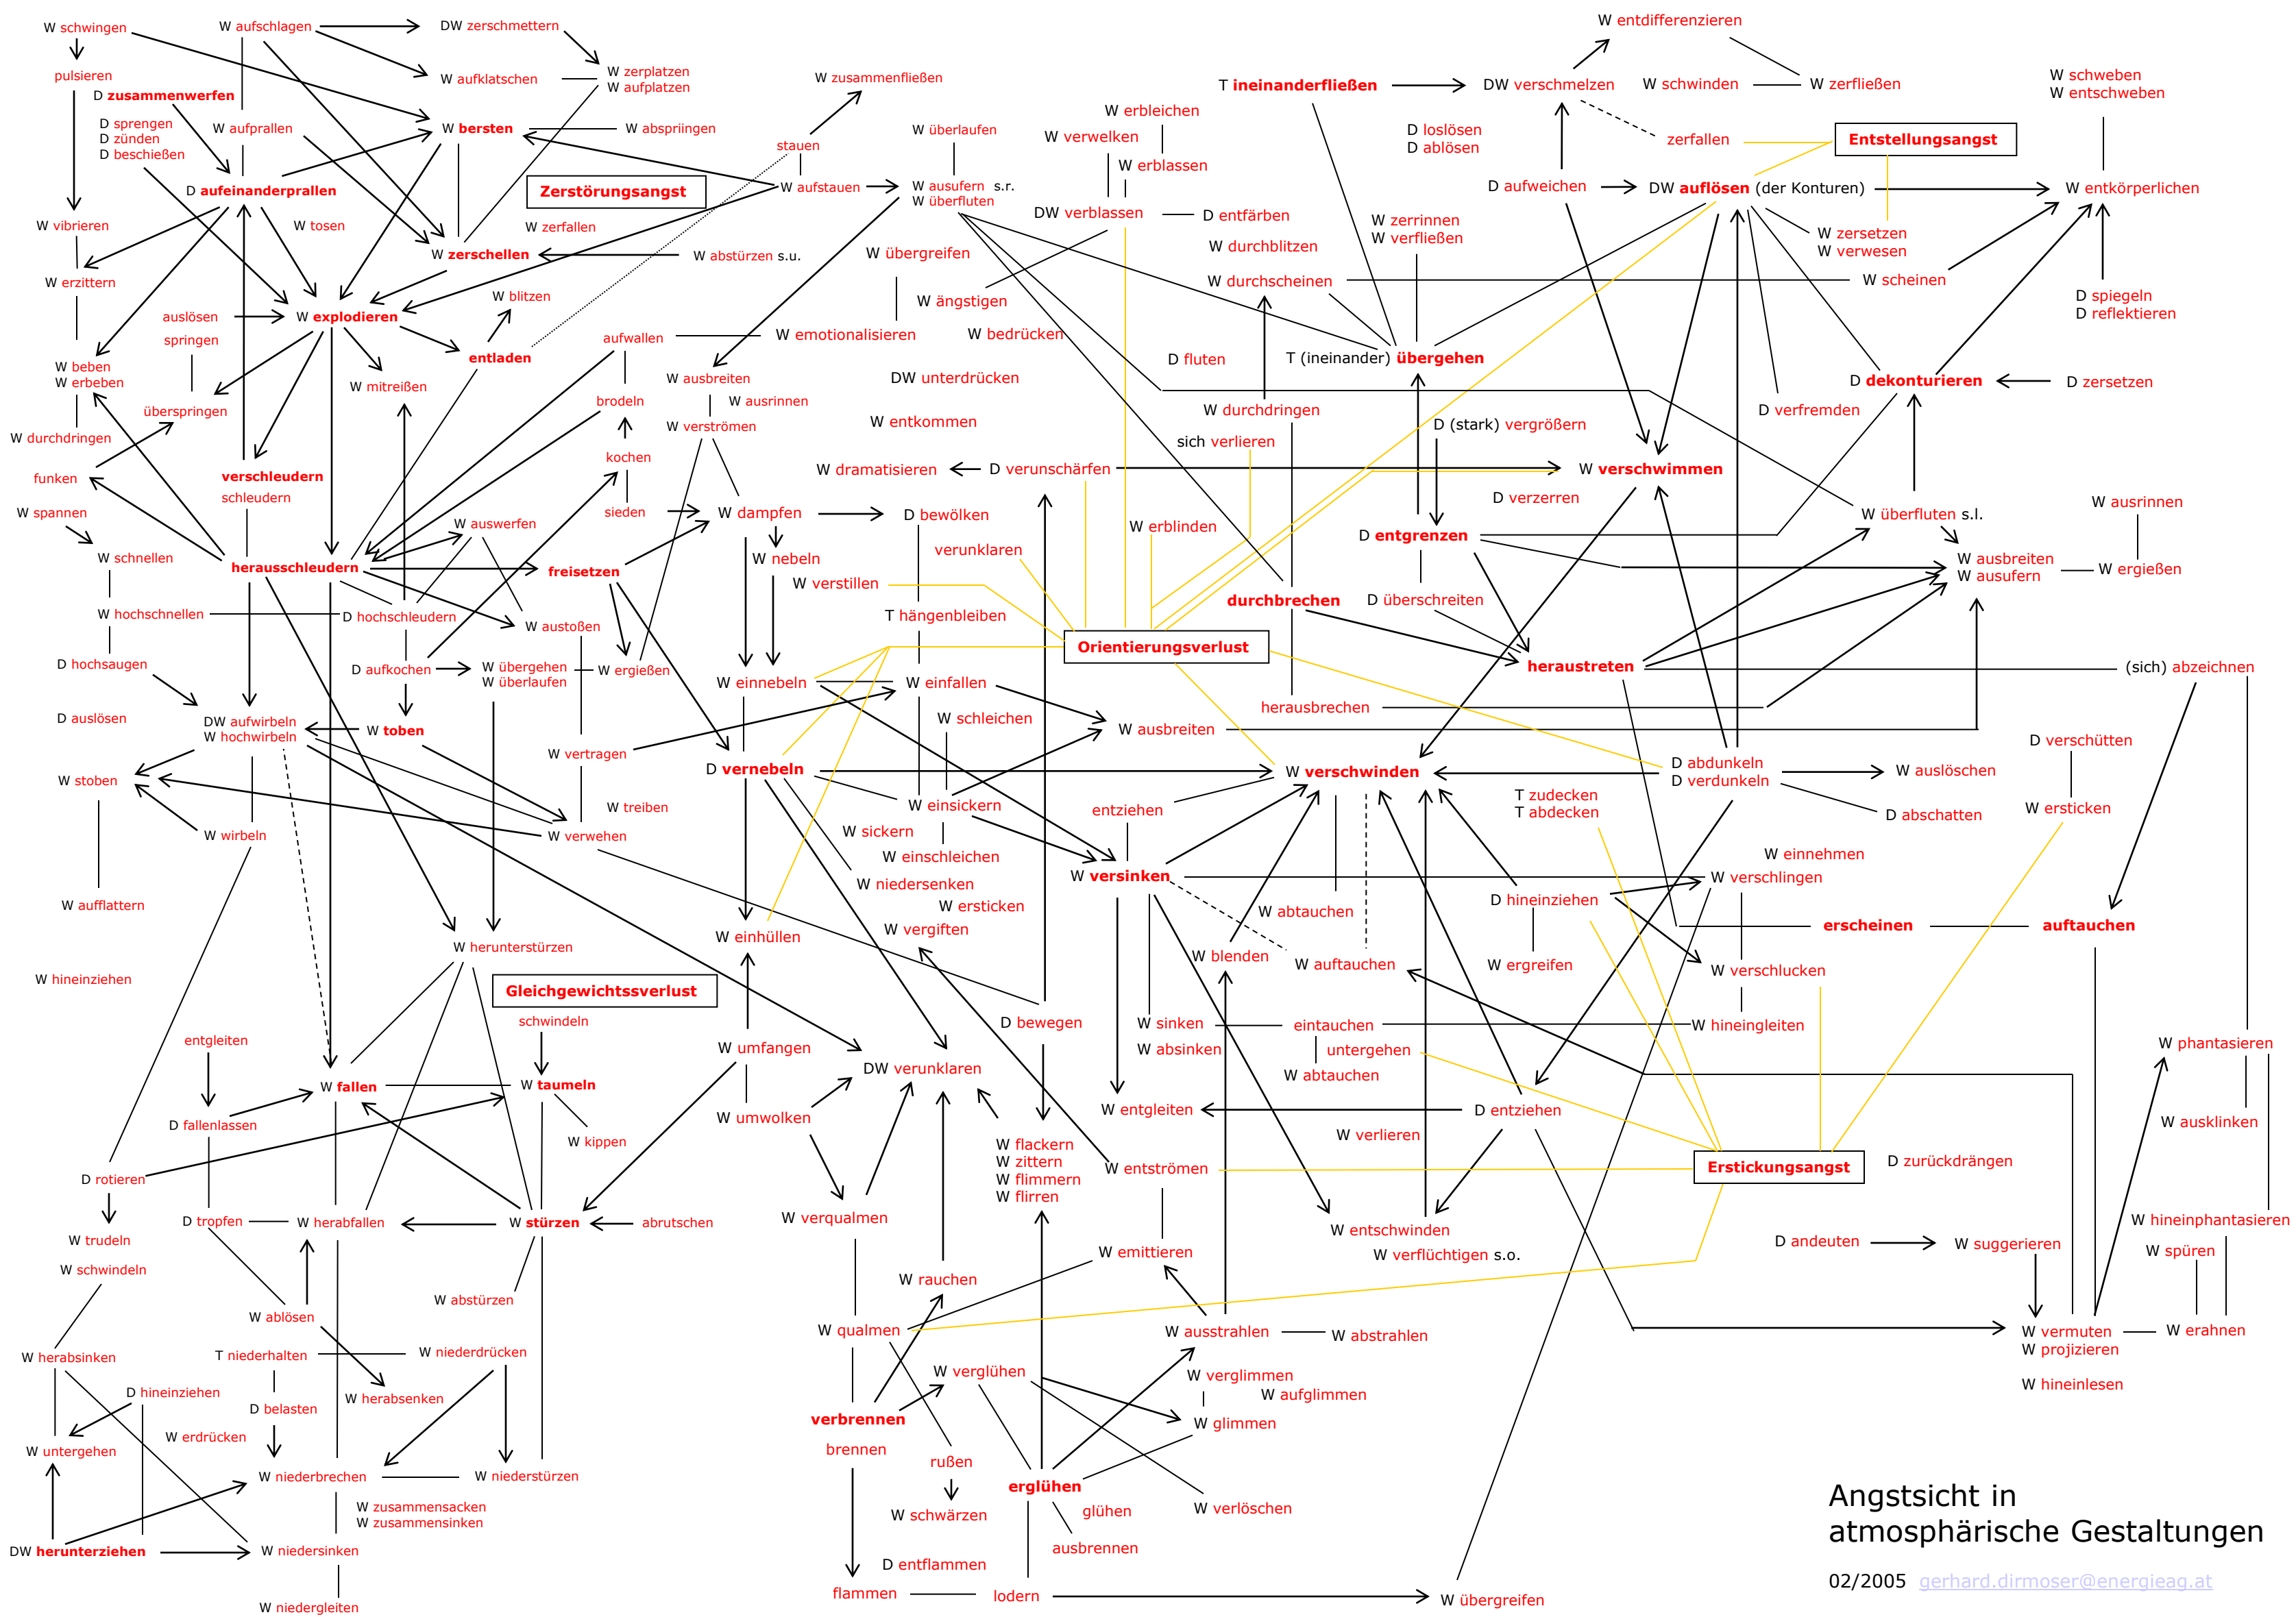 W schwingen
W aufschlagen
DW zerschmettern
W entdifferenzieren
pulsieren
W aufklatschen
W zerplatzen
W aufplatzen
W zusammenfließen
T ineinanderfließen
DW verschmelzen
W schwinden
W zerfließen
W schweben
W entschweben
D zusammenwerfen
D sprengen
D zünden
D beschießen
W aufprallen
W bersten
W abspriingen
stauen
W überlaufen
W erbleichen
W verwelken
W erblassen
D loslösen
D ablösen
zerfallen
Entstellungsangst
D aufeinanderprallen
Zerstörungsangst
W aufstauen
W ausufern s.r.
W überfluten
DW verblassen
D entfärben
D aufweichen
DW auflösen (der Konturen)
W entkörperlichen
W vibrieren
W tosen
W zerfallen
W zerrinnen
W verfließen
W zersetzen
W verwesen
W zerschellen
W abstürzen s.u.
W übergreifen
W durchblitzen
W erzittern
W blitzen
W ängstigen
W durchscheinen
W scheinen
D spiegeln
D reflektieren
auslösen
W explodieren
springen
aufwallen
W emotionalisieren
W bedrücken
entladen
D fluten
T (ineinander) übergehen
W beben
W erbeben
W mitreißen
W ausbreiten
DW unterdrücken
D dekonturieren
D zersetzen
überspringen
brodeln
W ausrinnen
W durchdringen
D verfremden
W durchdringen
W verströmen
W entkommen
sich verlieren
D (stark) vergrößern
funken
verschleudern
schleudern
kochen
W dramatisieren
D verunschärfen
W verschwimmen
D verzerren
W spannen
W auswerfen
sieden
W dampfen
D bewölken
W erblinden
W überfluten s.l.
W ausrinnen
D entgrenzen
W schnellen
herausschleudern
freisetzen
W nebeln
verunklaren
W ausbreiten
W ausufern
W ergießen
W verstillen
durchbrechen
D überschreiten
W hochschnellen
D hochschleudern
W austoßen
T hängenbleiben
Orientierungsverlust
D hochsaugen
D aufkochen
W übergehen
W überlaufen
W ergießen
W einnebeln
W einfallen
heraustreten
(sich) abzeichnen
herausbrechen
D auslösen
DW aufwirbeln
W hochwirbeln
W toben
W schleichen
W ausbreiten
W vertragen
D vernebeln
W verschwinden
D abdunkeln
D verdunkeln
W auslöschen
D verschütten
W stoben
W treiben
W einsickern
entziehen
T zudecken
T abdecken
D abschatten
W ersticken
W wirbeln
W verwehen
W sickern
W einschleichen
W einnehmen
W versinken
W verschlingen
W niedersenken
W aufflattern
W ersticken
W abtauchen
D hineinziehen
W vergiften
erscheinen
auftauchen
W einhüllen
W herunterstürzen
W blenden
W auftauchen
W ergreifen
W verschlucken
W hineinziehen
Gleichgewichtssverlust
schwindeln
D bewegen
W sinken
eintauchen
W hineingleiten
entgleiten
W umfangen
W absinken
untergehen
W phantasieren
DW verunklaren
W abtauchen
W fallen
W taumeln
W entgleiten
D entziehen
D fallenlassen
W umwolken
W kippen
W verlieren
W ausklinken
W flackern
W zittern
W flimmern
W flirren
W entströmen
Erstickungsangst
D zurückdrängen
D rotieren
D tropfen
W herabfallen
W stürzen
abrutschen
W verqualmen
W entschwinden
W hineinphantasieren
W trudeln
W emittieren
W verflüchtigen s.o.
D andeuten
W suggerieren
W spüren
W schwindeln
W rauchen
W abstürzen
W ablösen
W qualmen
W ausstrahlen
W abstrahlen
W vermuten
W projizieren
W erahnen
W herabsinken
T niederhalten
W niederdrücken
W verglühen
W verglimmen
W aufglimmen
W hineinlesen
D hineinziehen
W herabsenken
D belasten
verbrennen
W glimmen
W erdrücken
W untergehen
brennen
rußen
W niederbrechen
W niederstürzen
erglühen
W zusammensacken
W zusammensinken
W schwärzen
glühen
W verlöschen
DW herunterziehen
W niedersinken
ausbrennen
D entflammen
flammen
lodern
W übergreifen
W niedergleiten
Angstsicht in
atmosphärische Gestaltungen
02/2005 gerhard.dirmoser@energieag.at